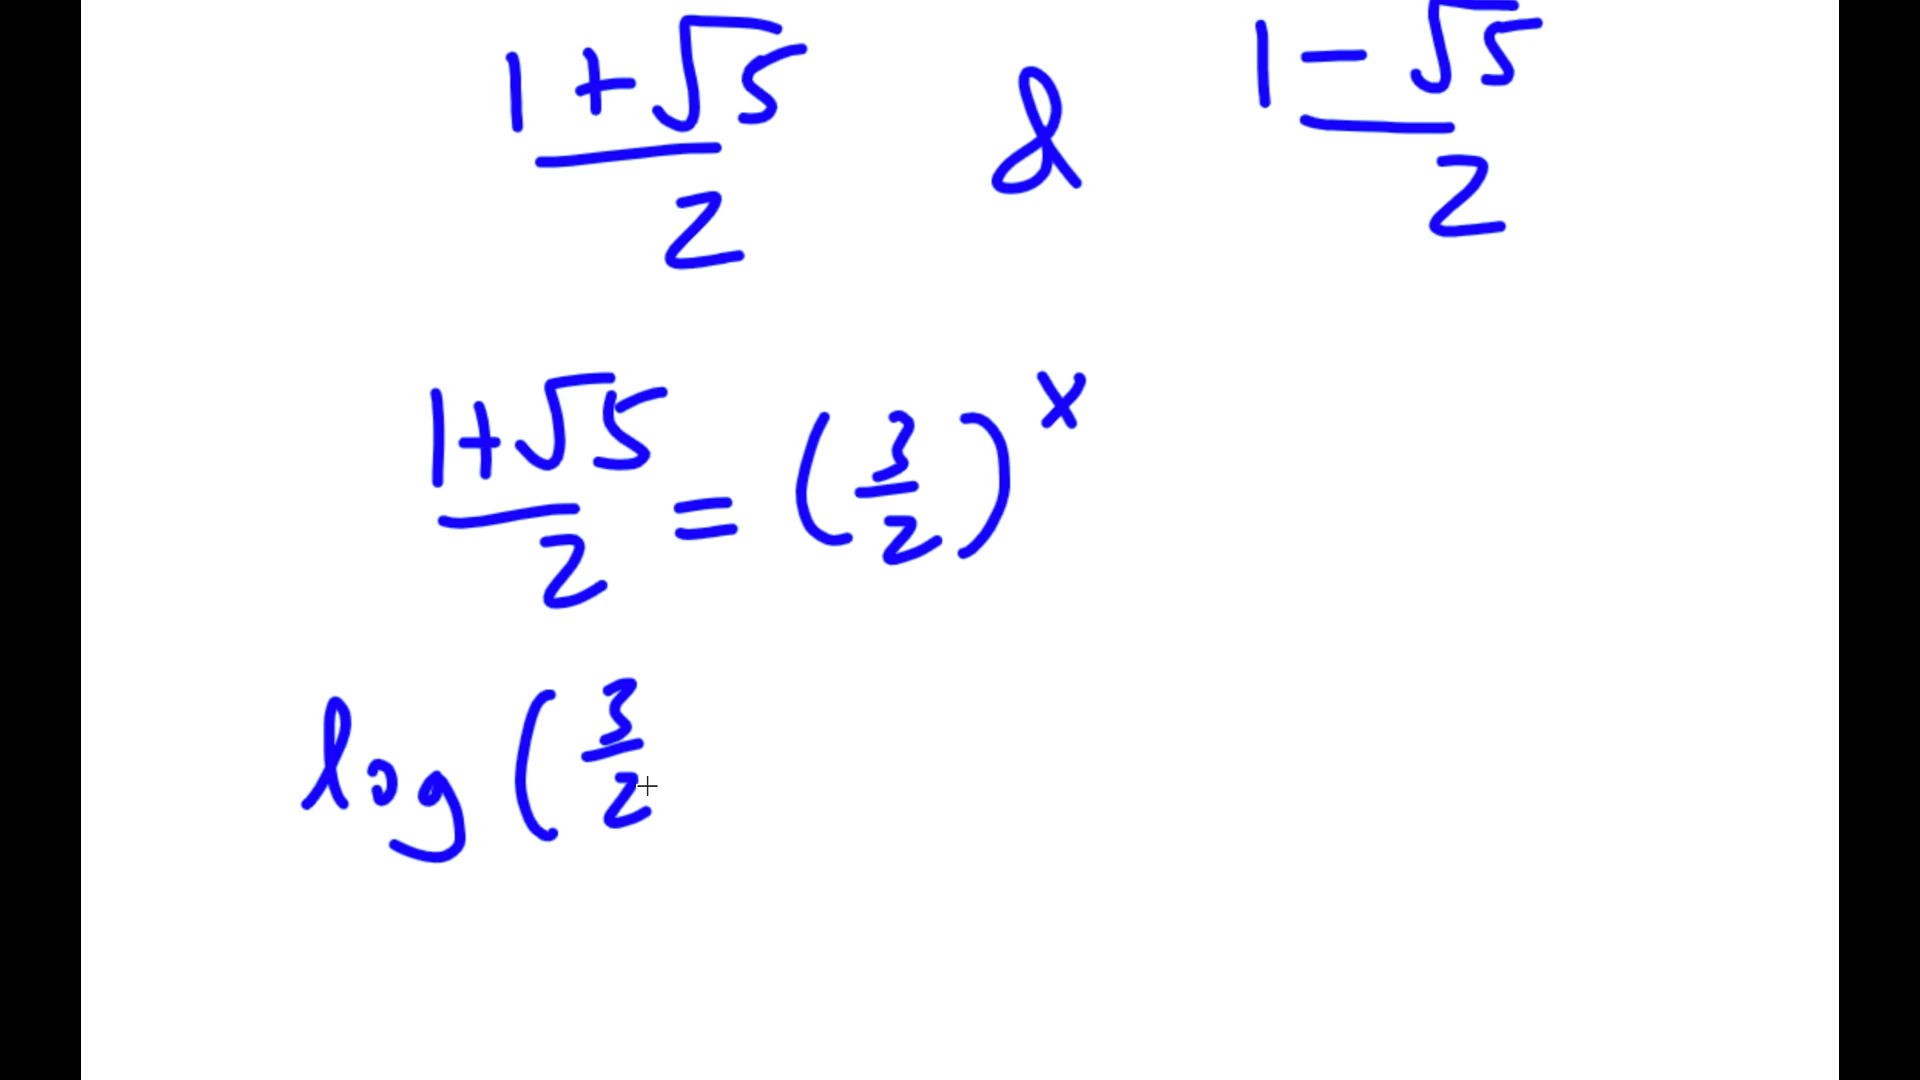 (1+√5)/2 & (1-√5)/2
(1+√5)/2 = (3/2)^x
log (3/2